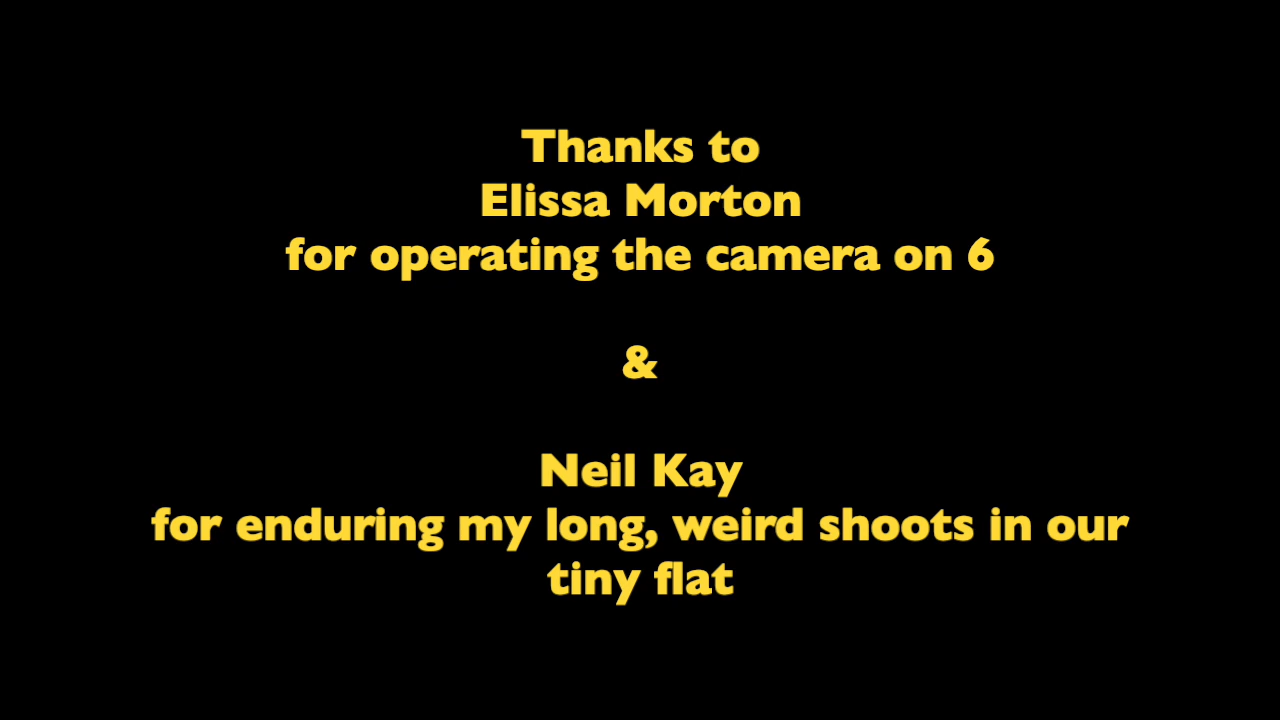 Thanks to
Elissa Morton
for operating the camera on 6
&
Neil Kay
for enduring my long, weird shoots in our
tiny flat